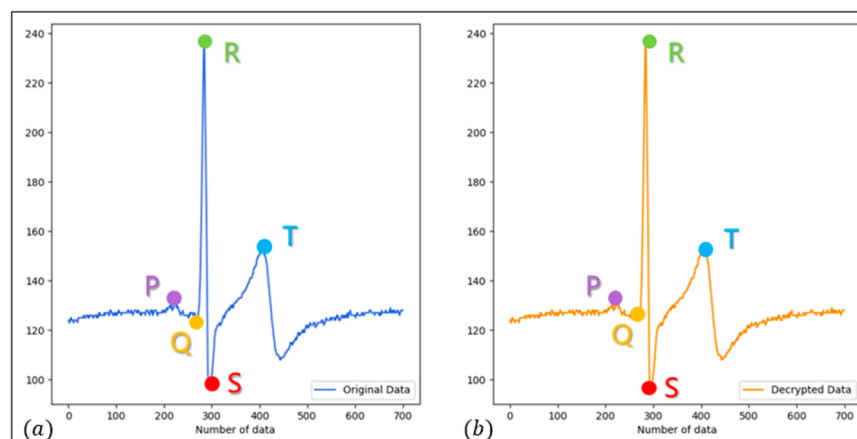 240
220
200
180
160
140
120
100
0 100 200 300 400 500 600 700
Number of data
R
T
P
Q
S
Original Data
(a)
240
220
200
180
160
140
120
100
0 100 200 300 400 500 600 700
Number of data
R
T
P
Q
S
Decrypted Data
(b)